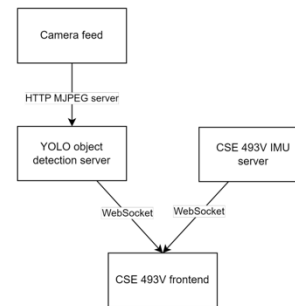 Camera feed
HTTP MJPEG server
YOLO object
detection server
CSE 493V IMU
server
WebSocket
WebSocket
CSE 493V frontend